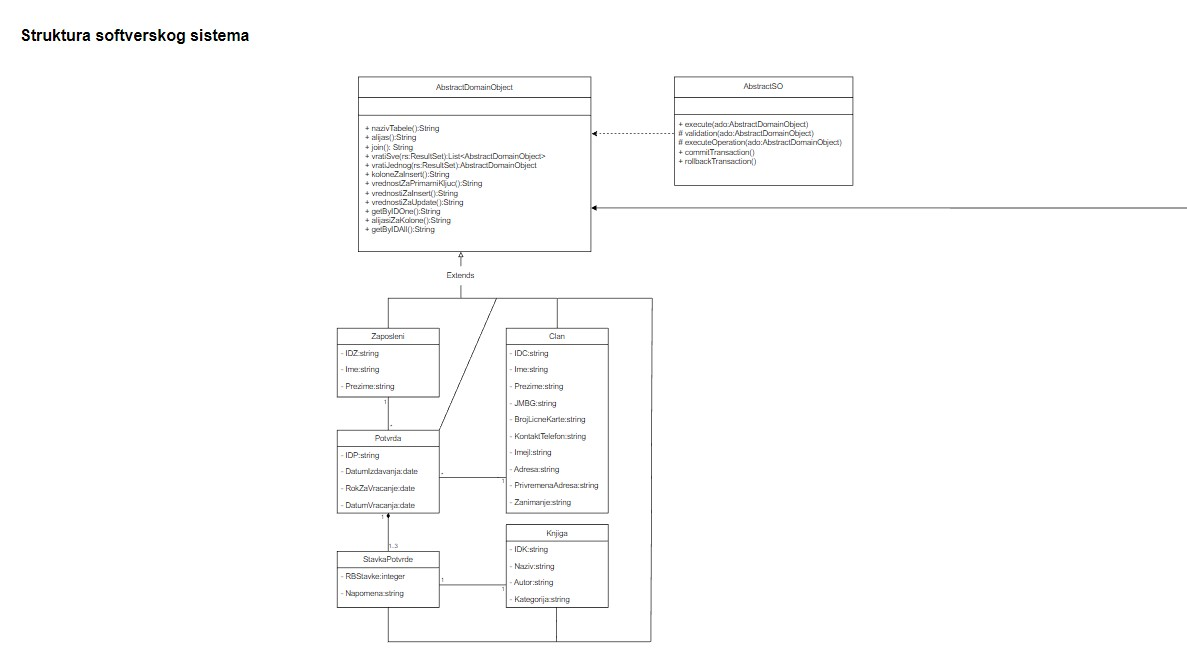 Struktura softverskog sistema
AbstractDomainObject
+ nazivTabele():String
+ alijas():String
+ join(): String
+ vratiSve(rs:ResultSet):List<AbstractDomainObject>
+ vratiJednog(rs:ResultSet):AbstractDomainObject
+ koloneZaInsert():String
+ vrednostZaPrimarniKljuc():String
+ vrednostiZaInsert():String
+ vrednostiZaUpdate():String
+ getByIDOne():String
+ alijasiZaKolone():String
+ getByIDAll():String
AbstractSO
+ execute(ado:AbstractDomainObject)
# validation(ado:AbstractDomainObject)
# executeOperation(ado:AbstractDomainObject)
+ commitTransaction()
+ rollbackTransaction()
Extends
Zaposleni
- IDZ:string
- Ime:string
- Prezime:string
1
*
Potvrda
- IDP:string
- DatumIzdavanja:date
- RokZaVracanje:date
- DatumVracanja:date
*
1
1
1..3
Clan
- IDC:string
- Ime:string
- Prezime:string
- JMBG:string
- BrojLicneKarte:string
- KontaktTelefon:string
- Imejl:string
- Adresa:string
- PrivremenaAdresa:string
- Zanimanje:string
StavkaPotvrde
- RBStavke:integer
- Napomena:string
1
1
Knjiga
- IDK:string
- Naziv:string
- Autor:string
- Kategorija:string